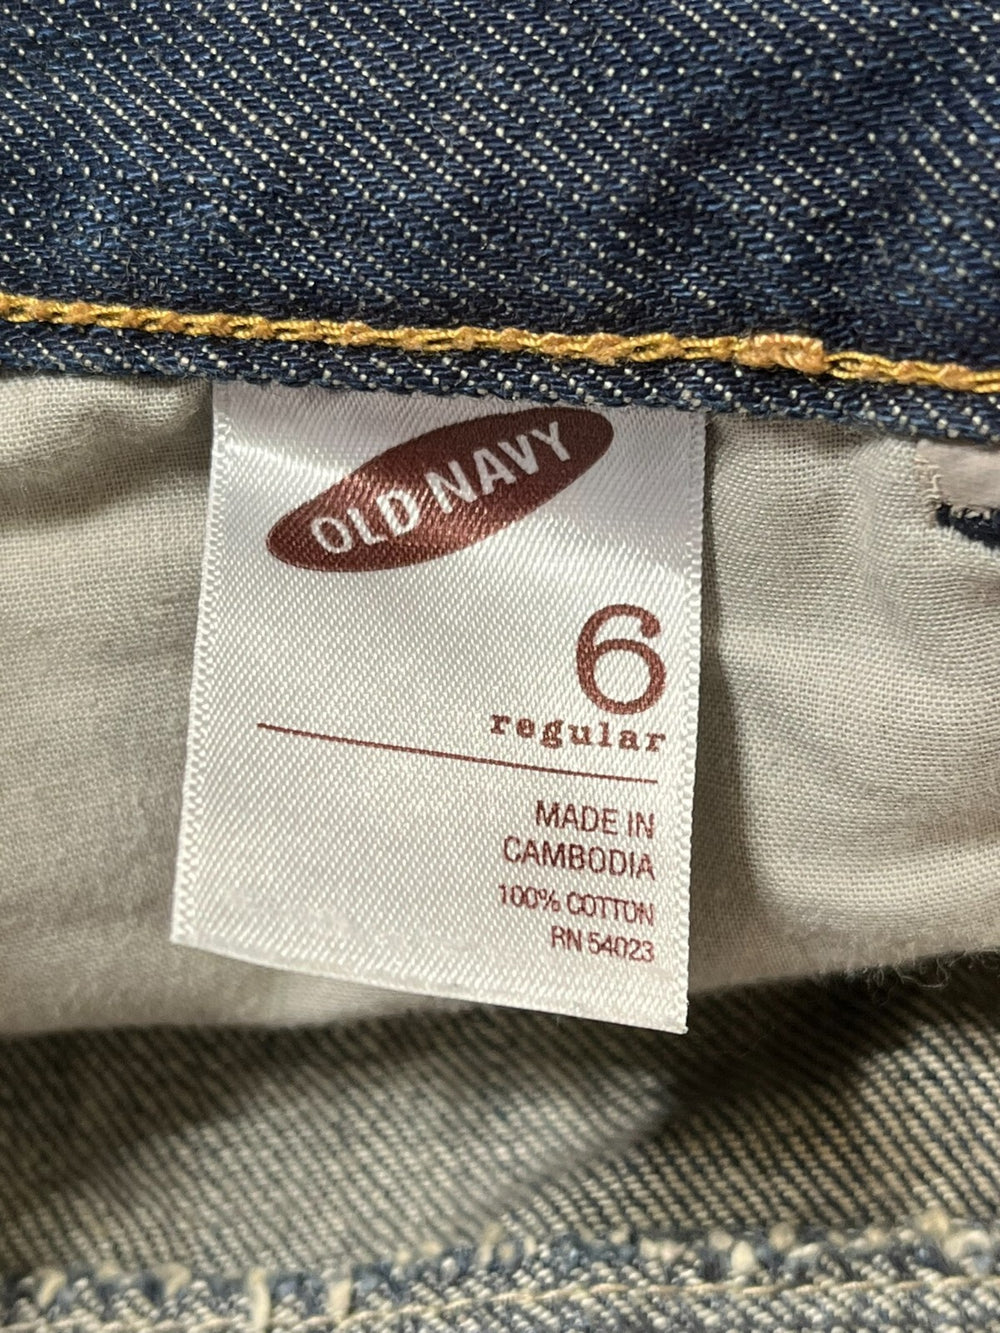 OLD NAVY
6
regular
MADE IN
CAMBODIA
100% COTTON
RN 54023